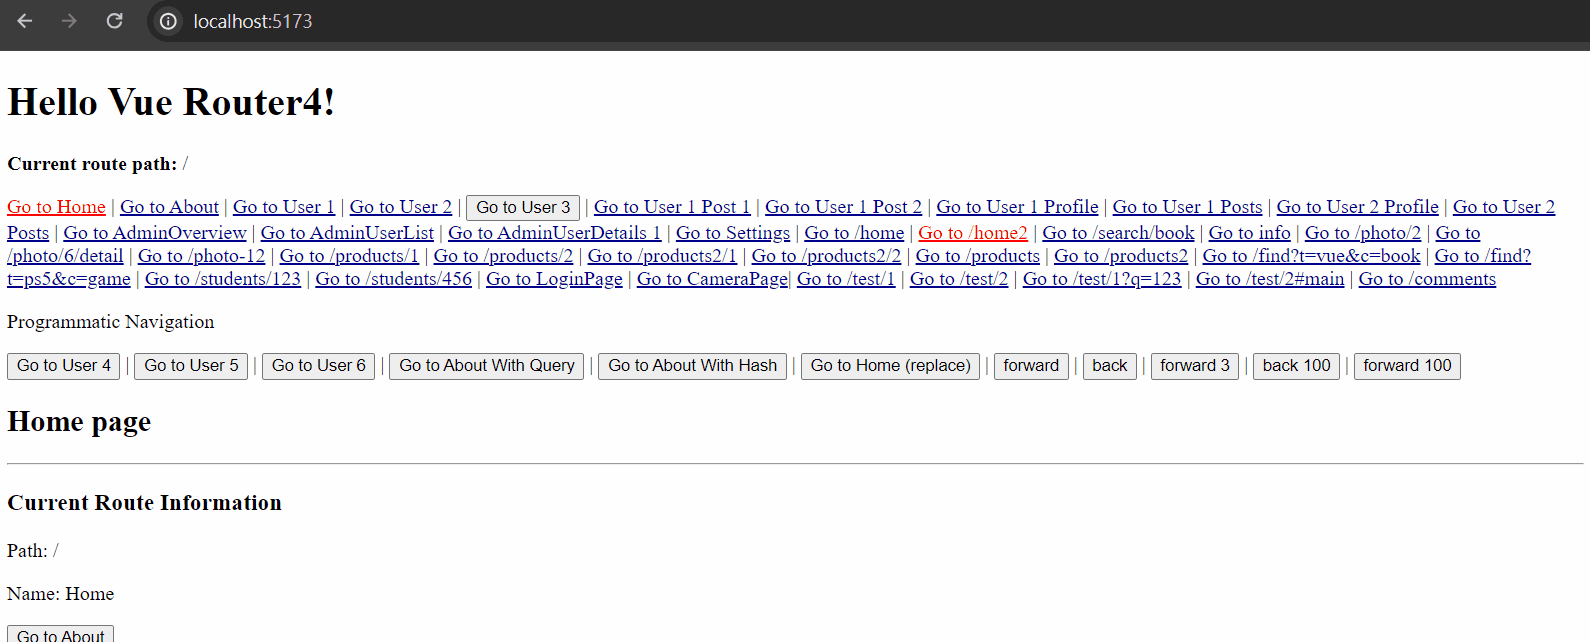 localhost:5173
Hello Vue Router4!
Current route path: /
Go to Home | Go to About | Go to User 1 | Go to User 2 | Go to User 3 | Go to User 1 Post 1 | Go to User 1 Post 2 | Go to User 1 Profile | Go to User 1 Posts | Go to User 2 Profile | Go to User 2
Posts | Go to AdminOverview | Go to AdminUserList | Go to AdminUserDetails 1 | Go to Settings | Go to /home | Go to /home2 | Go to /search/book | Go to info | Go to /photo/2 | Go to
/photo/6/detail | Go to /photo-12 | Go to /products/1 | Go to /products/2 | Go to /products2/1 | Go to /products2/2 | Go to /products | Go to /products2 | Go to /find?t=vue&c=book | Go to /find?
t=ps5&c=game | Go to /students/123 | Go to /students/456 | Go to LoginPage | Go to CameraPage| Go to /test/1 | Go to /test/2 | Go to /test/1?q=123 | Go to /test/2#main | Go to /comments
Programmatic Navigation
Go to User 4 | Go to User 5 | Go to User 6 | Go to About With Query | Go to About With Hash | Go to Home (replace) | forward | back | forward 3 | back 100 | forward 100
Home page
Current Route Information
Path: /
Name: Home
Go to About